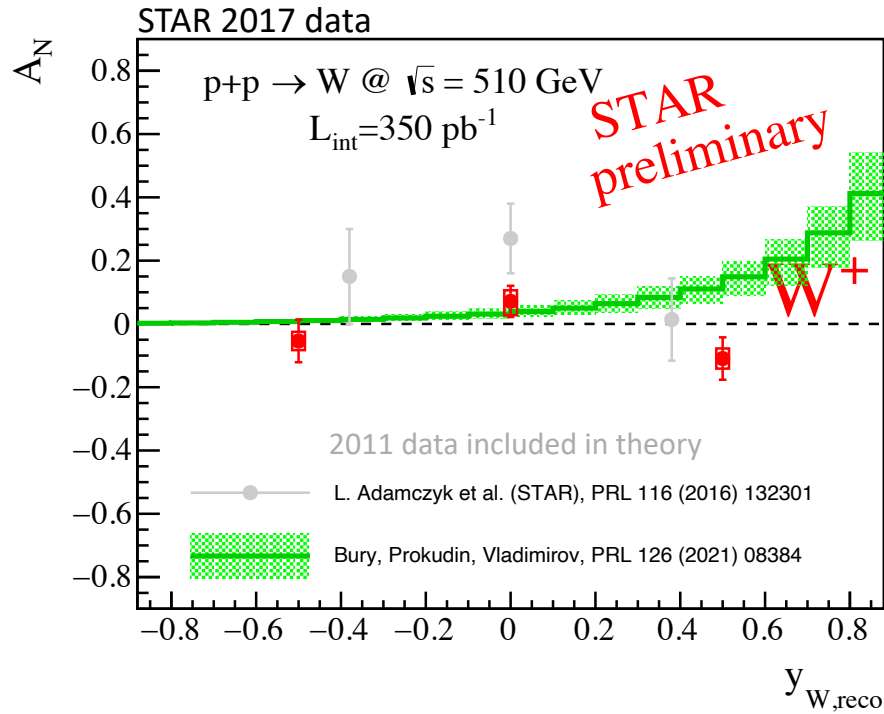 STAR 2017 data
A_N
p+p → W @ √s = 510 GeV
L_int=350 pb⁻¹
STAR
preliminary
W⁺
0.8
0.6
0.4
0.2
0
−0.2
−0.4
−0.6
−0.8
2011 data included in theory
L. Adamczyk et al. (STAR), PRL 116 (2016) 132301
Bury, Prokudin, Vladimirov, PRL 126 (2021) 08384
−0.8 −0.6 −0.4 −0.2 0 0.2 0.4 0.6 0.8
y_W,reco